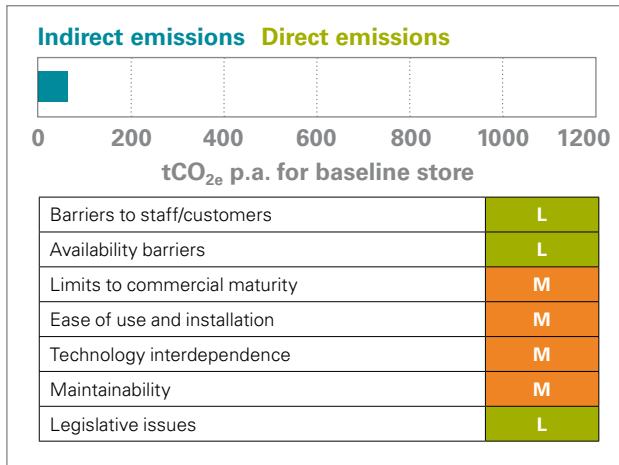 Indirect emissions Direct emissions
0 200 400 600 800 1000 1200
tCO2e p.a. for baseline store
Barriers to staff/customers L
Availability barriers L
Limits to commercial maturity M
Ease of use and installation M
Technology interdependence M
Maintainability M
Legislative issues L